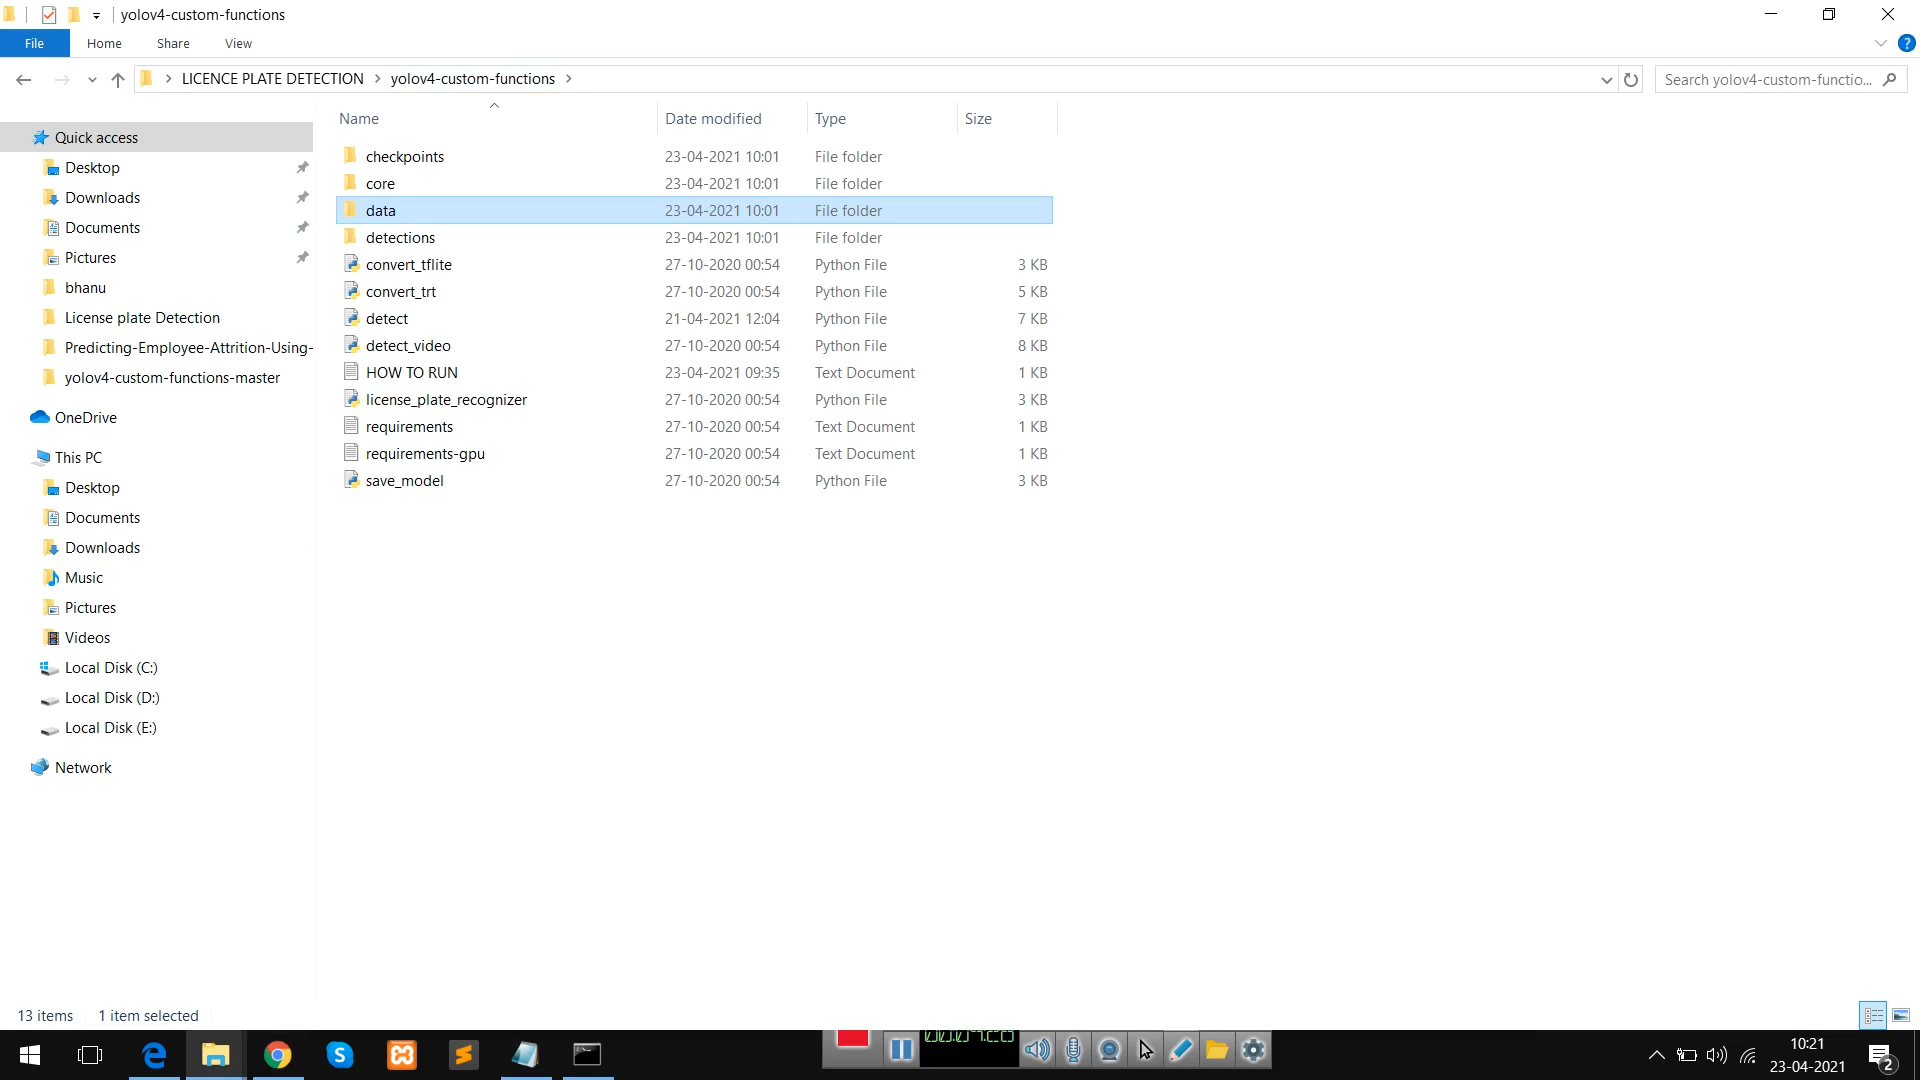 yolov4-custom-functions
File Home Share View
LICENCE PLATE DETECTION yolov4-custom-functions
Search yolov4-custom-functio...
Name Date modified Type Size
Quick access
Desktop
Downloads
Documents
Pictures
bhanu
License plate Detection
Predicting-Employee-Attrition-Using-
yolov4-custom-functions-master
OneDrive
This PC
Desktop
Documents
Downloads
Music
Pictures
Videos
Local Disk (C:)
Local Disk (D:)
Local Disk (E:)
Network
checkpoints 23-04-2021 10:01 File folder
core 23-04-2021 10:01 File folder
data 23-04-2021 10:01 File folder
detections 23-04-2021 10:01 File folder
convert_tflite 27-10-2020 00:54 Python File 3 KB
convert_trt 27-10-2020 00:54 Python File 5 KB
detect 21-04-2021 12:04 Python File 7 KB
detect_video 27-10-2020 00:54 Python File 8 KB
HOW TO RUN 23-04-2021 09:35 Text Document 1 KB
license_plate_recognizer 27-10-2020 00:54 Python File 3 KB
requirements 27-10-2020 00:54 Text Document 1 KB
requirements-gpu 27-10-2020 00:54 Text Document 1 KB
save_model 27-10-2020 00:54 Python File 3 KB
13 items 1 item selected
10:21
23-04-2021
2